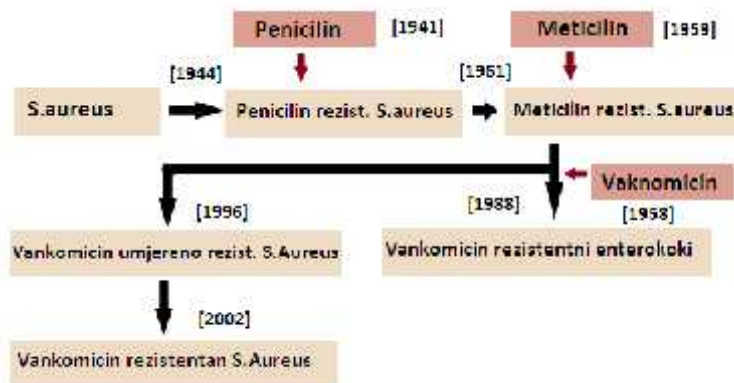 Penicilin [1941] Meticilin [1959]
[1944] [1961]
S.aureus Penicilin rezist. S.aureus Meticilin rezist. S.aureus
Vaknomicin
[1996] [1988] [1958]
Vankomicin umjereno rezist. S.Aureus Vankomicin rezistentni enterokoki
[2002]
Vankomicin rezistentan S.Aureus